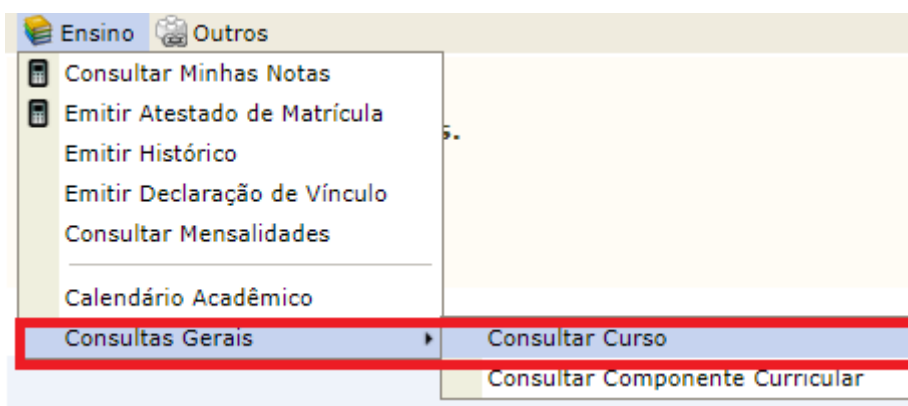 Ensino Outros
Consultar Minhas Notas
Emitir Atestado de Matrícula
s.
Emitir Histórico
Emitir Declaração de Vínculo
Consultar Mensalidades
Calendário Acadêmico
Consultas Gerais Consultar Curso
Consultar Componente Curricular